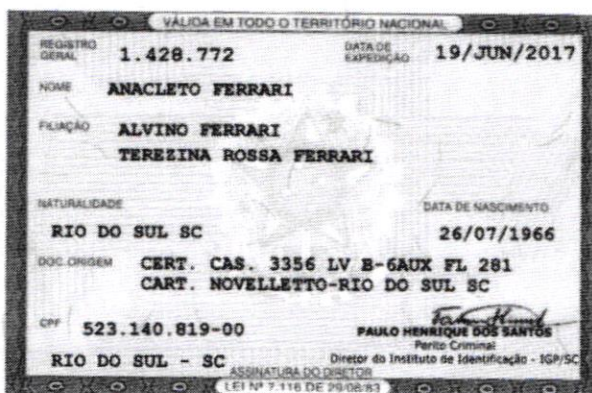 VÁLIDA EM TODO O TERRITÓRIO NACIONAL
REGISTRO GERAL 1.428.772 DATA DE EXPEDIÇÃO 19/JUN/2017
NOME ANACLETO FERRARI
FILIAÇÃO ALVINO FERRARI
TEREZINA ROSSA FERRARI
NATURALIDADE DATA DE NASCIMENTO
RIO DO SUL SC 26/07/1966
DOC. ORIGEM CERT. CAS. 3356 LV B-6AUX FL 281
CART. NOVELLETTO-RIO DO SUL SC
CPF 523.140.819-00
PAULO HENRIQUE DOS SANTOS
Perito Criminal
RIO DO SUL - SC Diretor do Instituto de Identificação - IGP/SC
ASSINATURA DO DIRETOR
LEI Nº 7.116 DE 29/08/83